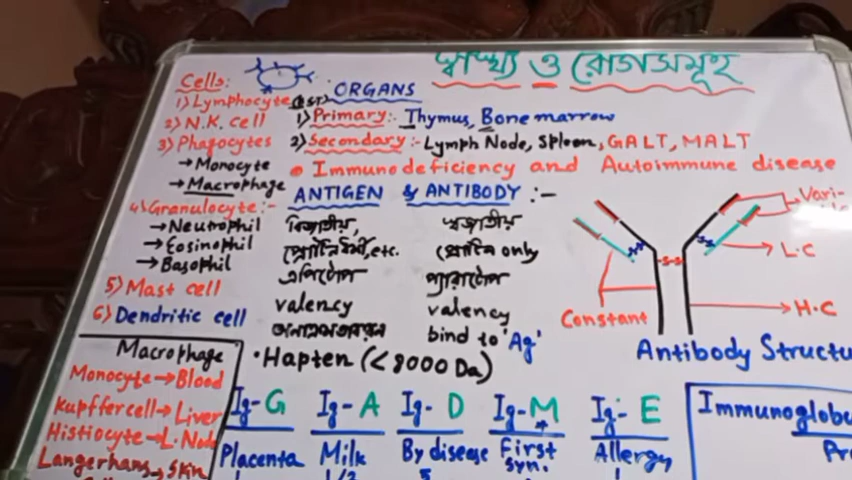 স্বাস্থ্য ও রোগসমূহ
Cells:
1) Lymphocyte
2) N.K. cell
3) Phagocytes
→ Monocyte
→ Macrophage
4) Granulocyte:-
→ Neutrophil
→ Eosinophil
→ Basophil
5) Mast cell
6) Dendritic cell
ORGANS
1) Primary:- Thymus, Bone marrow
2) Secondary:- Lymph Node, Spleen, GALT, MALT
• Immunodeficiency and Autoimmune disease
ANTIGEN & ANTIBODY :-
বিজাতীয়, স্বজাতীয়
প্রোটিনধর্মী, etc. প্রোটিন only
এপিটোপ প্যারাটোপ
valency valency
bind to 'Ag'
• Hapten (<8000 Da)
Constant
L.C
H.C
-s-s-
Antibody Structu
Macrophage
Monocyte → Blood
Kupffer cell → Liver
Histiocyte → L. Node
Langerhans → Skin
Ig-G Ig-A Ig-D Ig-M Ig-E
Placenta Milk By disease First syn. Allergy
Immunoglobu
Pro